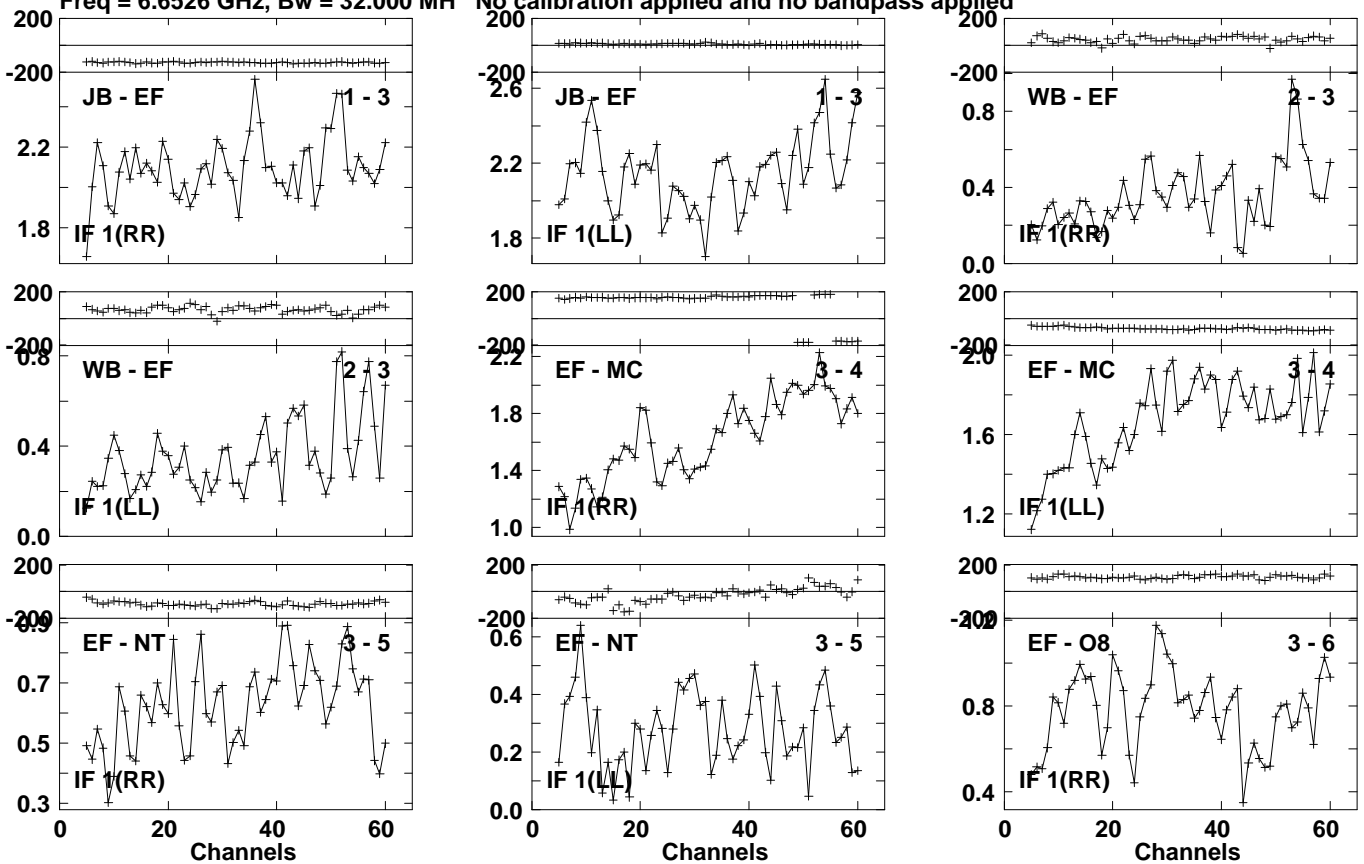 Freq = 6.6526 GHz, Bw = 32.000 MH No calibration applied and no bandpass applied
200
-200
JB - EF
1 - 3
2.2
1.8
IF 1(RR)
200
-200
2.6
JB - EF
1 - 3
2.2
1.8
IF 1(LL)
200
-200
WB - EF
2 - 3
0.8
0.4
0.0
IF 1(RR)
200
-200
0.8
WB - EF
2 - 3
0.4
0.0
IF 1(LL)
200
-200
2.2
EF - MC
3 - 4
1.8
1.4
1.0
IF 1(RR)
200
-200
2.0
EF - MC
3 - 4
1.6
1.2
IF 1(LL)
200
-200
0.9
EF - NT
3 - 5
0.7
0.5
0.3
IF 1(RR)
0 20 40 60
Channels
200
-200
0.6
EF - NT
3 - 5
0.4
0.2
0.0
IF 1(LL)
0 20 40 60
Channels
200
-200
1.2
EF - O8
3 - 6
0.8
0.4
IF 1(RR)
0 20 40 60
Channels